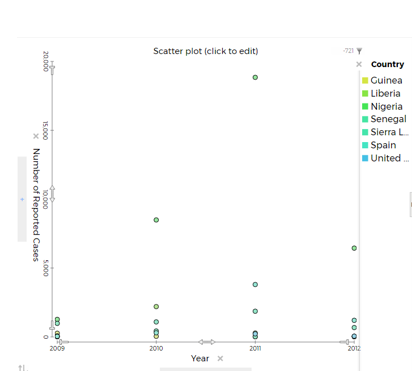 Scatter plot (click to edit)
-721
× Country
Guinea
Liberia
Nigeria
Senegal
Sierra L...
Spain
United ...
20,000
15,000
10,000
5,000
0
× Number of Reported Cases
2009 2010 2011 2012
Year ×